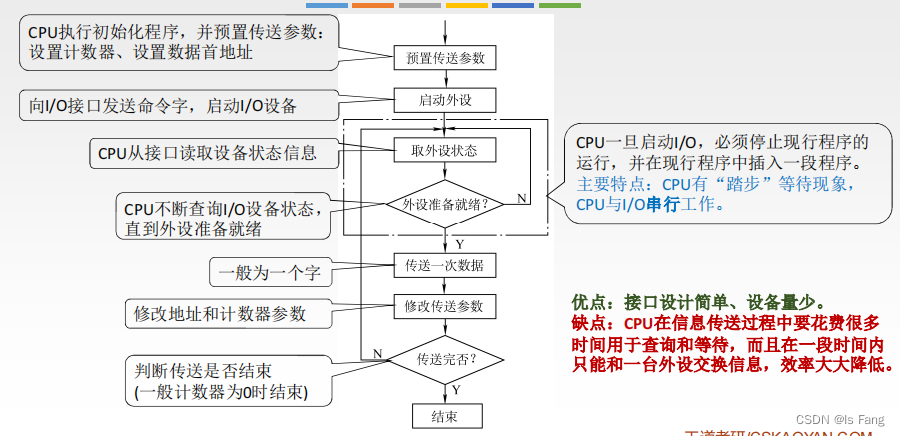 CPU执行初始化程序，并预置传送参数：
设置计数器、设置数据首地址
预置传送参数
向I/O接口发送命令字，启动I/O设备
启动外设
CPU从接口读取设备状态信息
取外设状态
CPU一旦启动I/O，必须停止现行程序的
运行，并在现行程序中插入一段程序。
主要特点：CPU有“踏步”等待现象，
CPU与I/O串行工作。
CPU不断查询I/O设备状态，
直到外设准备就绪
外设准备就绪？
N
Y
一般为一个字
传送一次数据
修改地址和计数器参数
修改传送参数
优点：接口设计简单、设备量少。
缺点：CPU在信息传送过程中要花费很多
时间用于查询和等待，而且在一段时间内
只能和一台外设交换信息，效率大大降低。
判断传送是否结束
(一般计数器为0时结束)
N
传送完否？
Y
结束
CSDN @ls Fang
王道考研/CSKAOYAN.COM